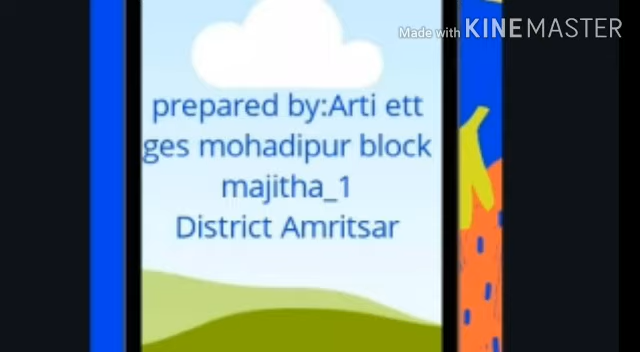 Made with KINEMASTER
prepared by:Arti ett
ges mohadipur block
majitha_1
District Amritsar